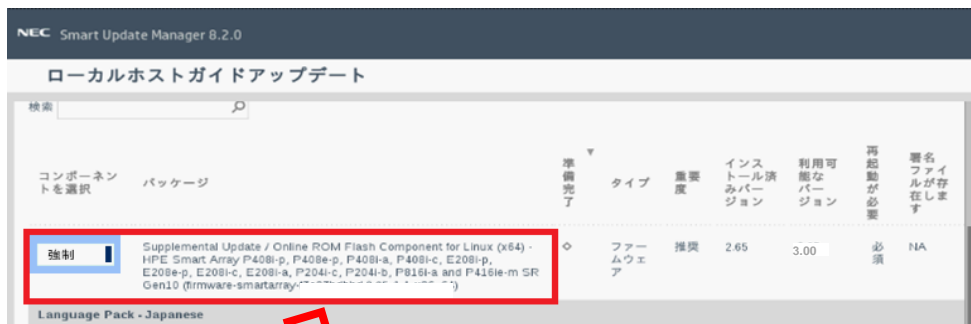 NEC Smart Update Manager 8.2.0
ローカルホストガイドアップデート
検索
コンポーネン
トを選択
パッケージ
準
備
完
了
タイプ
重要
度
インス
トール済
みバー
ジョン
利用可
能な
バー
ジョン
再
起
動
が
必
要
署名
ファイ
ルが存
在しま
す
強制
Supplemental Update / Online ROM Flash Component for Linux (x64) -
HPE Smart Array P408i-p, P408e-p, P408i-a, P408i-c, E208i-p,
E208e-p, E208i-c, E208i-a, P204i-c, P204i-b, P816i-a and P416ie-m SR
Gen10 (firmware-smartarray-
ファー
ムウェ
ア
推奨
2.65
3.00
必
須
NA
Language Pack - Japanese